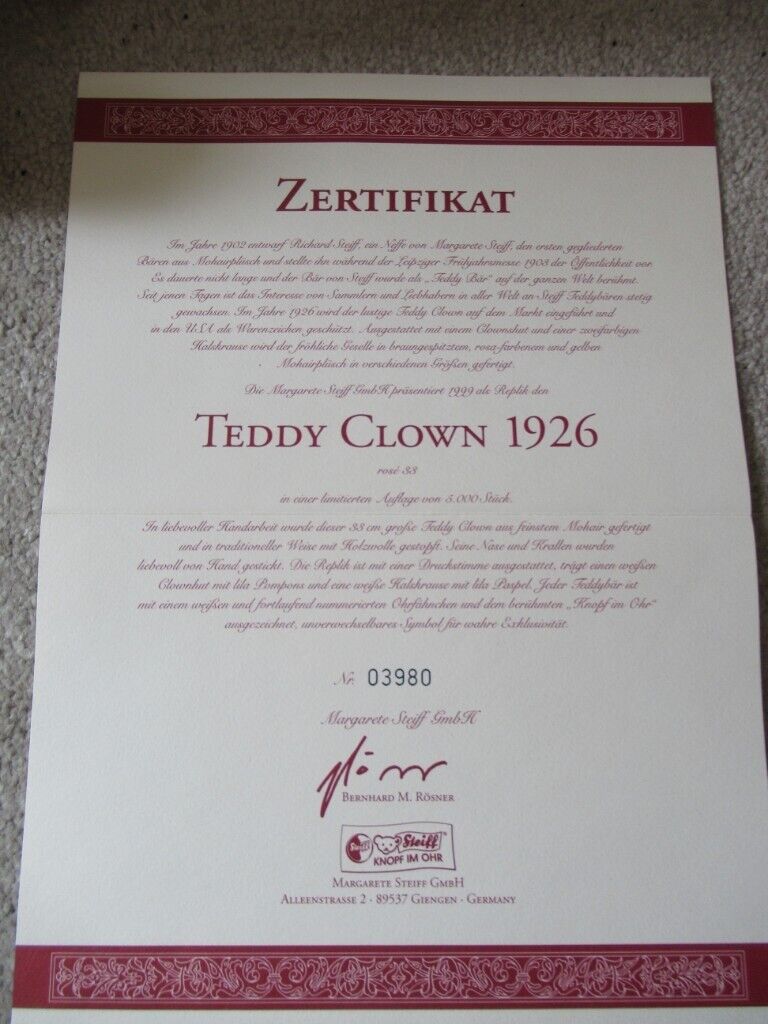 ZERTIFIKAT
Im Jahre 1902 entwarf Richard Steiff, ein Neffe von Margarete Steiff, den ersten gegliederten
Bären aus Mohairplüsch und stellte ihn während der Leipziger Frühjahrsmesse 1903 der Öffentlichkeit vor.
Es dauerte nicht lange und der Bär von Steiff wurde als „Teddy Bär" auf der ganzen Welt berühmt.
Seit jenen Tagen ist das Interesse von Sammlern und Liebhabern in aller Welt an Steiff Teddybären stetig
gewachsen. Im Jahre 1926 wird der lustige Teddy Clown auf dem Markt eingeführt und
in den USA als Warenzeichen geschützt. Ausgestattet mit einem Clownshut und einer zweifarbigen
Halskrause wird der fröhliche Geselle in braungespitztem, rosa-farbenem und gelben
Mohairplüsch in verschiedenen Größen gefertigt.
Die Margarete Steiff GmbH präsentiert 1999 als Replik den
TEDDY CLOWN 1926
rosé 33
in einer limitierten Auflage von 5.000 Stück.
In liebevoller Handarbeit wurde dieser 33 cm große Teddy Clown aus feinstem Mohair gefertigt
und in traditioneller Weise mit Holzwolle gestopft. Seine Nase und Krallen wurden
liebevoll von Hand gestickt. Die Replik ist mit einer Druckstimme ausgestattet, trägt einen weißen
Clownhut mit lila Pompons und eine weiße Halskrause mit lila Paspel. Jeder Teddybär ist
mit einem weißen und fortlaufend nummerierten Ohrfähnchen und dem berühmten „Knopf im Ohr"
ausgezeichnet, unverwechselbares Symbol für wahre Exklusivität.
Nr. 03980
Margarete Steiff GmbH
BERNHARD M. RÖSNER
Steiff Steiff
KNOPF IM OHR
MARGARETE STEIFF GMBH
ALLEENSTRASSE 2 · 89537 GIENGEN · GERMANY